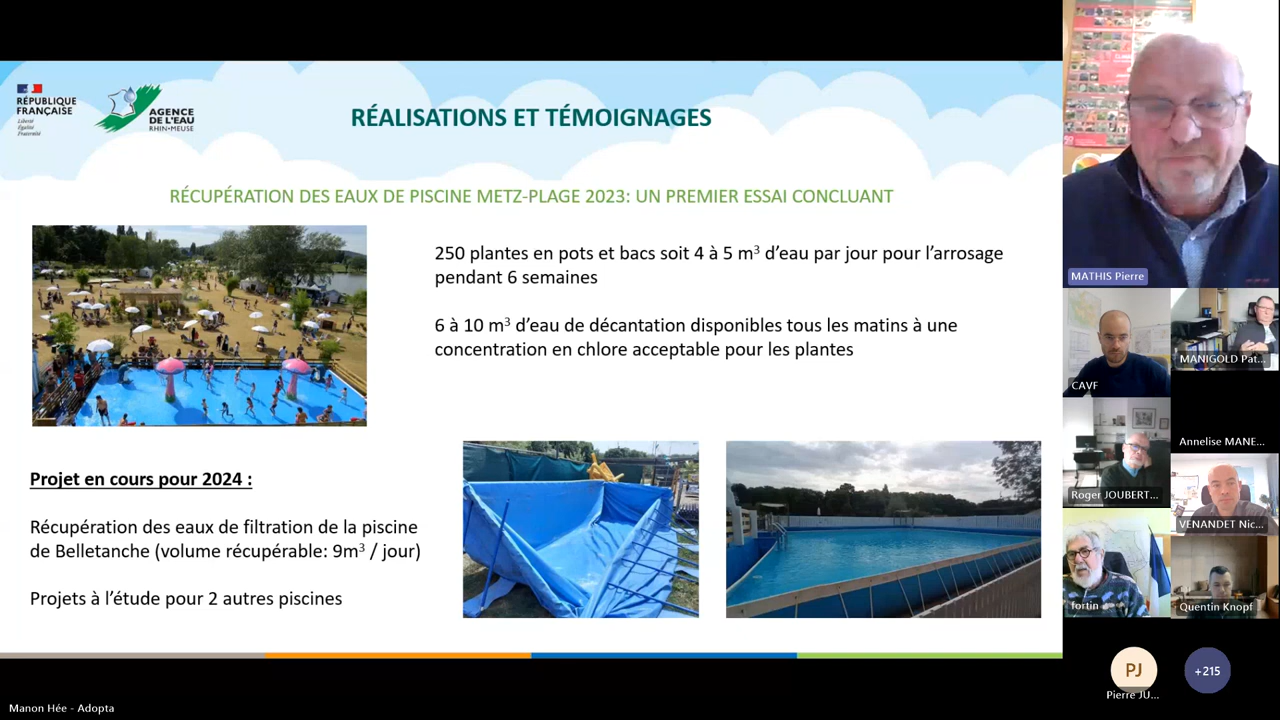 RÉPUBLIQUE
FRANÇAISE
Liberté
Égalité
Fraternité
AGENCE
DE L'EAU
RHIN•MEUSE
RÉALISATIONS ET TÉMOIGNAGES
RÉCUPÉRATION DES EAUX DE PISCINE METZ-PLAGE 2023: UN PREMIER ESSAI CONCLUANT
250 plantes en pots et bacs soit 4 à 5 m³ d’eau par jour pour l’arrosage
pendant 6 semaines
6 à 10 m³ d’eau de décantation disponibles tous les matins à une
concentration en chlore acceptable pour les plantes
Projet en cours pour 2024 :
Récupération des eaux de filtration de la piscine
de Belletanche (volume récupérable: 9m³ / jour)
Projets à l’étude pour 2 autres piscines
MATHIS Pierre
CAVF
MANIGOLD Pat...
Annelise MANE...
Roger JOUBERT...
VENANDET Nic...
fortin
Quentin Knopf
PJ
Pierre JU...
+215
Manon Hée - Adopta